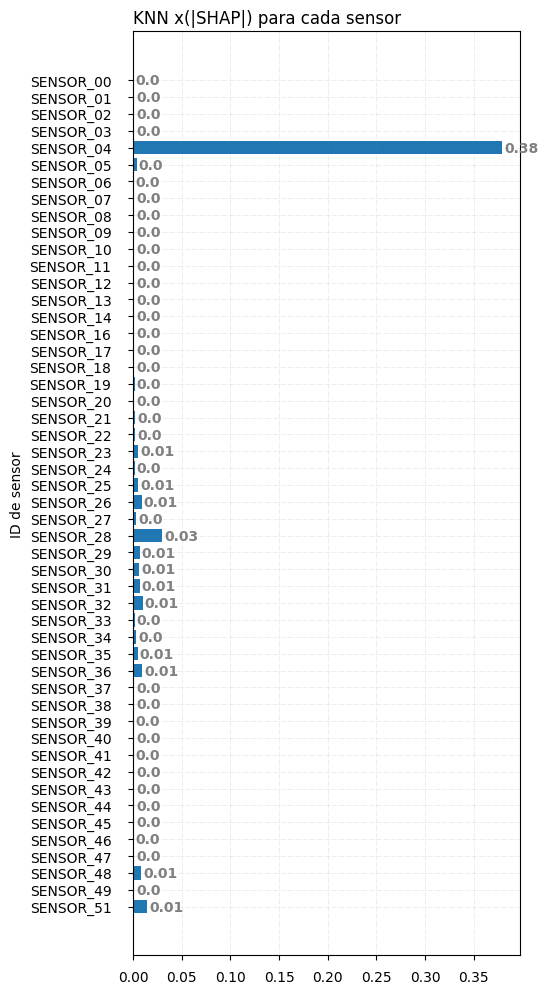 KNN x(|SHAP|) para cada sensor
ID de sensor
SENSOR_00 0.0
SENSOR_01 0.0
SENSOR_02 0.0
SENSOR_03 0.0
SENSOR_04 0.38
SENSOR_05 0.0
SENSOR_06 0.0
SENSOR_07 0.0
SENSOR_08 0.0
SENSOR_09 0.0
SENSOR_10 0.0
SENSOR_11 0.0
SENSOR_12 0.0
SENSOR_13 0.0
SENSOR_14 0.0
SENSOR_16 0.0
SENSOR_17 0.0
SENSOR_18 0.0
SENSOR_19 0.0
SENSOR_20 0.0
SENSOR_21 0.0
SENSOR_22 0.0
SENSOR_23 0.01
SENSOR_24 0.0
SENSOR_25 0.01
SENSOR_26 0.01
SENSOR_27 0.0
SENSOR_28 0.03
SENSOR_29 0.01
SENSOR_30 0.01
SENSOR_31 0.01
SENSOR_32 0.01
SENSOR_33 0.0
SENSOR_34 0.0
SENSOR_35 0.01
SENSOR_36 0.01
SENSOR_37 0.0
SENSOR_38 0.0
SENSOR_39 0.0
SENSOR_40 0.0
SENSOR_41 0.0
SENSOR_42 0.0
SENSOR_43 0.0
SENSOR_44 0.0
SENSOR_45 0.0
SENSOR_46 0.0
SENSOR_47 0.0
SENSOR_48 0.01
SENSOR_49 0.0
SENSOR_51 0.01
0.00 0.05 0.10 0.15 0.20 0.25 0.30 0.35